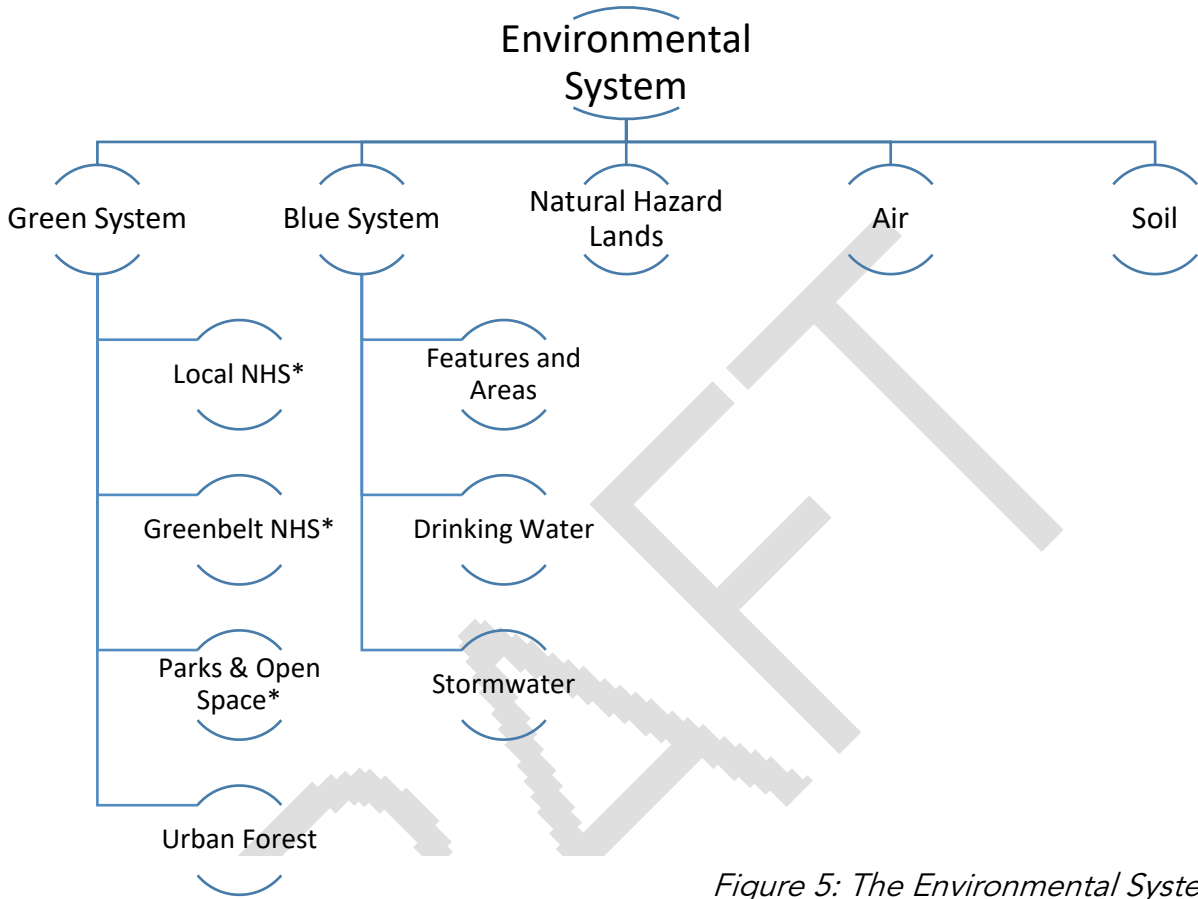 Environmental
System
Green System
Blue System
Natural Hazard
Lands
Air
Soil
Local NHS*
Greenbelt NHS*
Parks & Open
Space*
Urban Forest
Features and
Areas
Drinking Water
Stormwater
Figure 5: The Environmental Syste